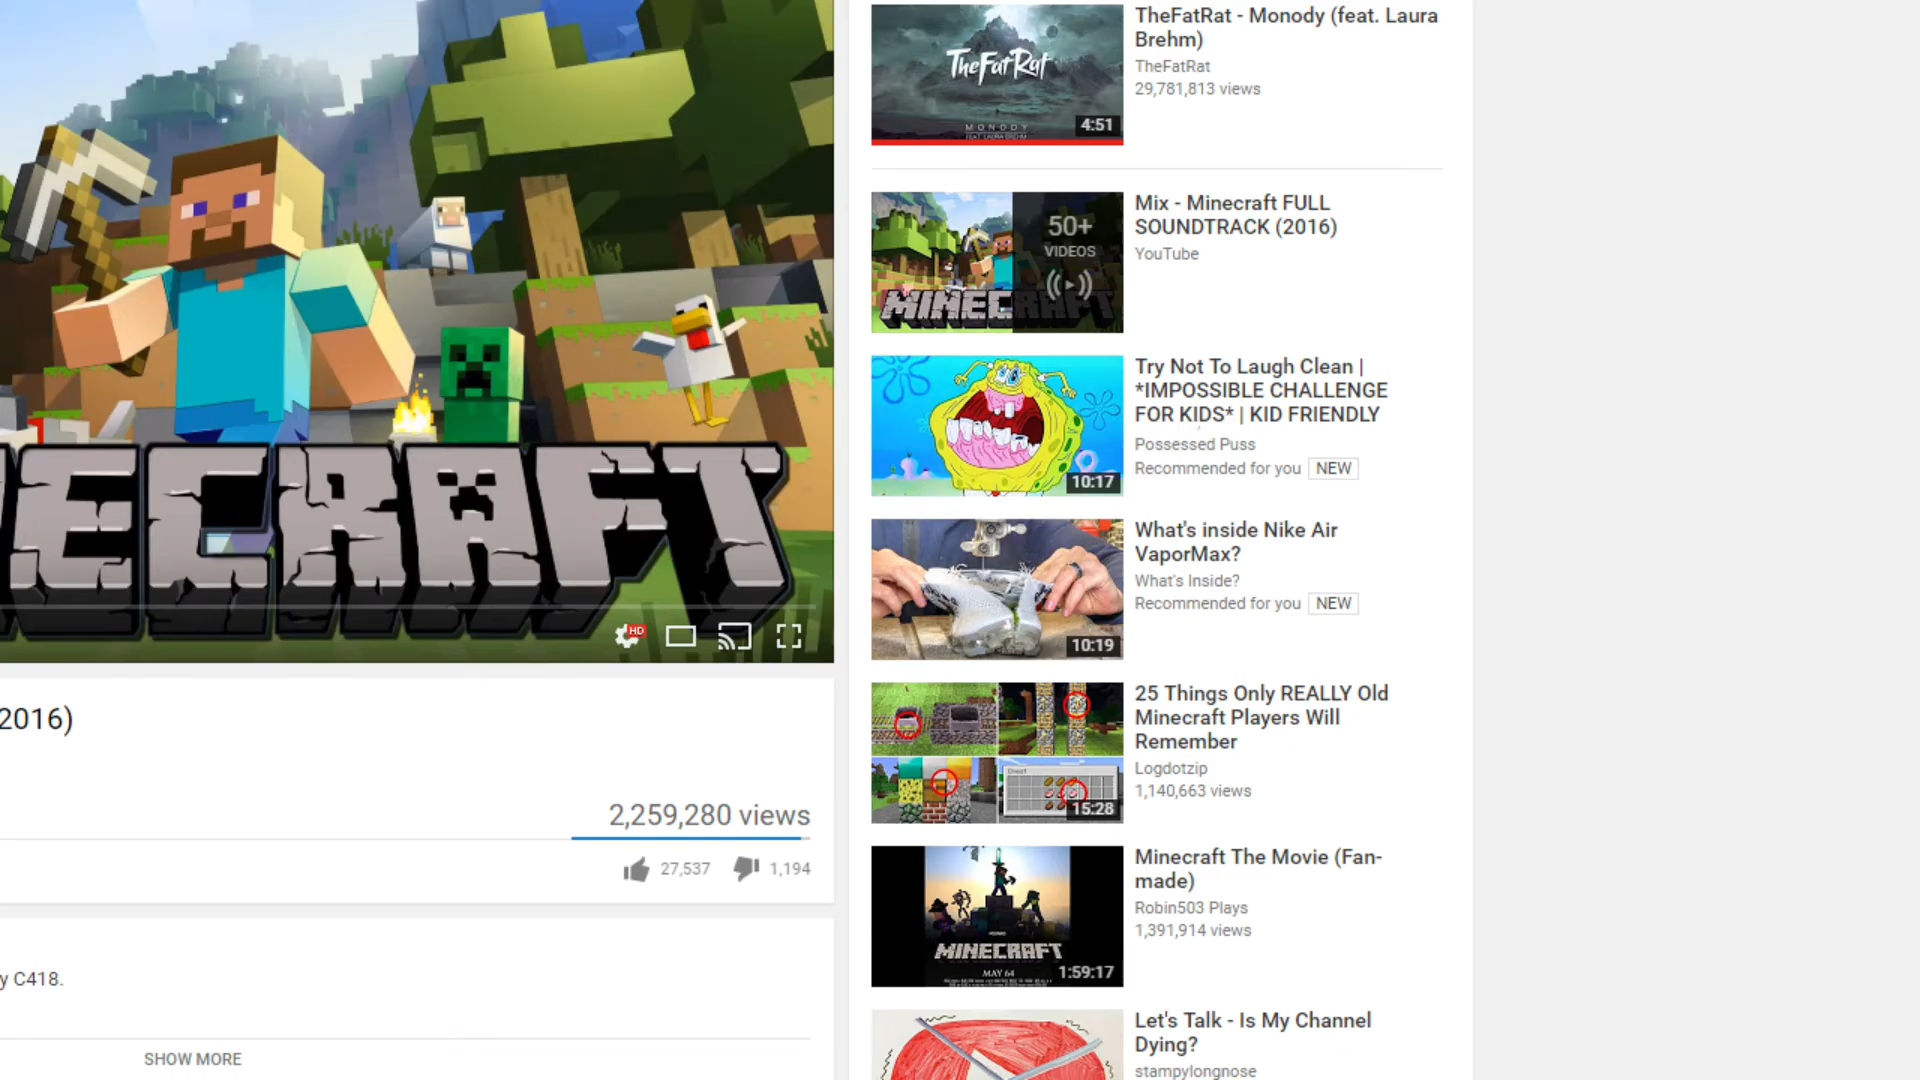 ECRAFT
HD
2016)
2,259,280 views
27,537 1,194
y C418.
SHOW MORE
TheFatRat
MONODY
FEAT. LAURA BREHM
4:51
TheFatRat - Monody (feat. Laura
Brehm)
TheFatRat
29,781,813 views
50+
VIDEOS
MINECRAFT
Mix - Minecraft FULL
SOUNDTRACK (2016)
YouTube
10:17
Try Not To Laugh Clean |
*IMPOSSIBLE CHALLENGE
FOR KIDS* | KID FRIENDLY
Possessed Puss
Recommended for you NEW
10:19
What's inside Nike Air
VaporMax?
What's Inside?
Recommended for you NEW
Chest
15:28
25 Things Only REALLY Old
Minecraft Players Will
Remember
Logdotzip
1,140,663 views
MINECRAFT
MAY 64
1:59:17
Minecraft The Movie (Fan-
made)
Robin503 Plays
1,391,914 views
Let's Talk - Is My Channel
Dying?
stampylongnose